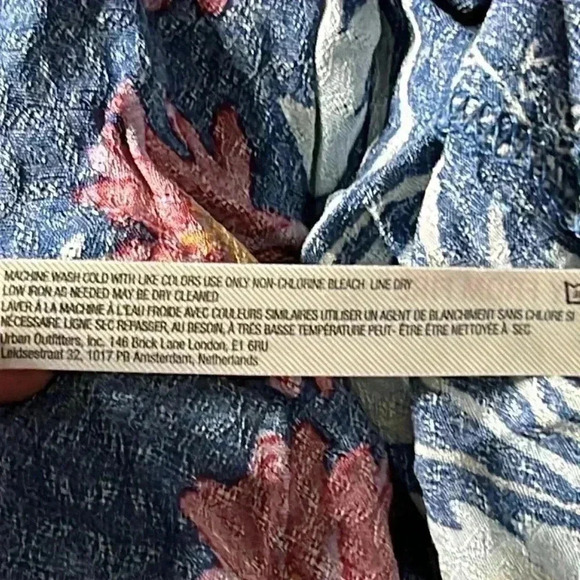 MACHINE WASH COLD WITH LIKE COLORS USE ONLY NON-CHLORINE BLEACH LINE DRY
LOW IRON AS NEEDED MAY BE DRY CLEANED
LAVER À LA MACHINE À L'EAU FROIDE AVEC COULEURS SIMILAIRES UTILISER UN AGENT DE BLANCHIMENT SANS CHLORE SI
NÉCESSAIRE LIGNE SEC REPASSER, AU BESOIN, À TRÈS BASSE TEMPÉRATURE PEUT- ÊTRE ÊTRE NETTOYÉE À SEC
Urban Outfitters, Inc. 146 Brick Lane London, E1 6RU
Leidsestraat 32, 1017 PB Amsterdam, Netherlands